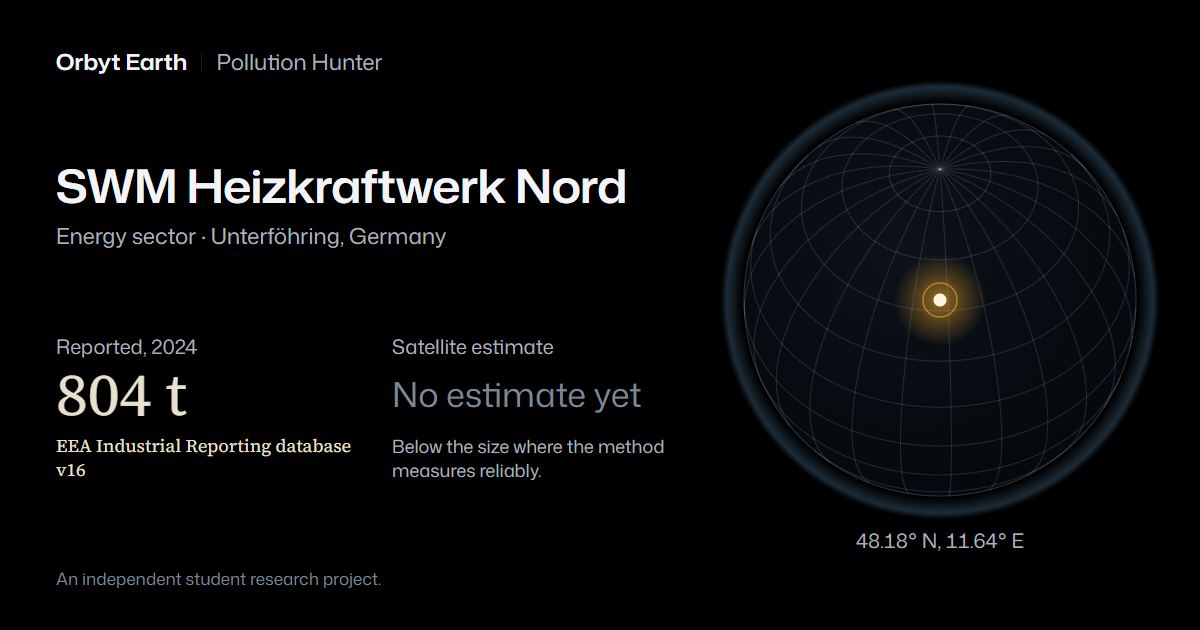 Orbyt Earth | Pollution Hunter
SWM Heizkraftwerk Nord
Energy sector · Unterföhring, Germany
Reported, 2024
804 t
EEA Industrial Reporting database
v16
Satellite estimate
No estimate yet
Below the size where the method
measures reliably.
48.18° N, 11.64° E
An independent student research project.